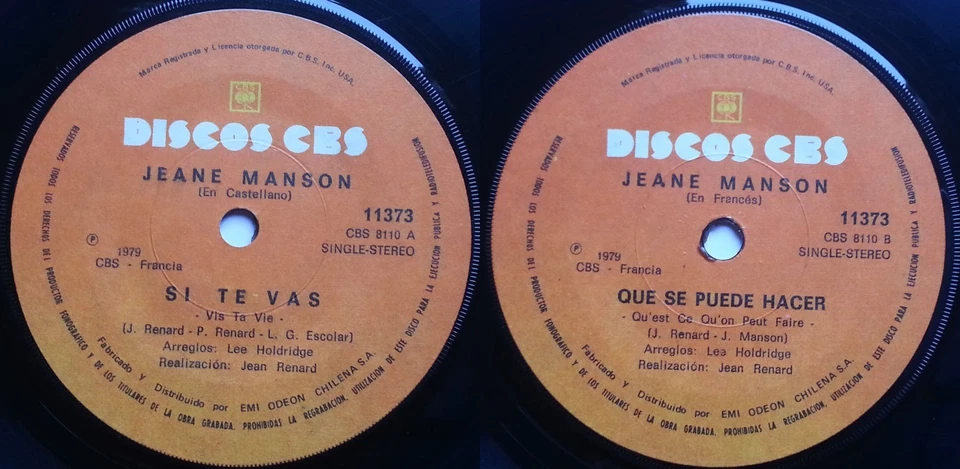 Marca Registrada y Licencia otorgada por C.B.S. Inc. USA.
CBS
DISCOS CBS
JEANE MANSON
(En Castellano)
11373
CBS 8110 A
SINGLE-STEREO
P 1979
CBS - Francia
SI TE VAS
- Vis Ta Vie -
(J. Renard - P. Renard - L. G. Escolar)
Arreglos: Lee Holdridge
Realización: Jean Renard
Fabricado y Distribuido por EMI ODEON CHILENA S.A.
RESERVADOS TODOS LOS DERECHOS DEL PRODUCTOR FONOGRAFICO Y DE LOS TITULARES DE LA OBRA GRABADA. PROHIBIDAS LA REGRABACION, UTILIZACION DE ESTE DISCO PARA LA EJECUCION PUBLICA Y RADIOTELEDIFUSION
Marca Registrada y Licencia otorgada por C.B.S. Inc. USA.
CBS
DISCOS CBS
JEANE MANSON
(En Francés)
11373
CBS 8110 B
SINGLE-STEREO
P 1979
CBS - Francia
QUE SE PUEDE HACER
- Qu'est Ce Qu'on Peut Faire -
(J. Renard - J. Manson)
Arreglos: Lee Holdridge
Realización: Jean Renard
Fabricado y Distribuido por EMI ODEON CHILENA S.A.
RESERVADOS TODOS LOS DERECHOS DEL PRODUCTOR FONOGRAFICO Y DE LOS TITULARES DE LA OBRA GRABADA. PROHIBIDAS LA REGRABACION, UTILIZACION DE ESTE DISCO PARA LA EJECUCION PUBLICA Y RADIOTELEDIFUSION